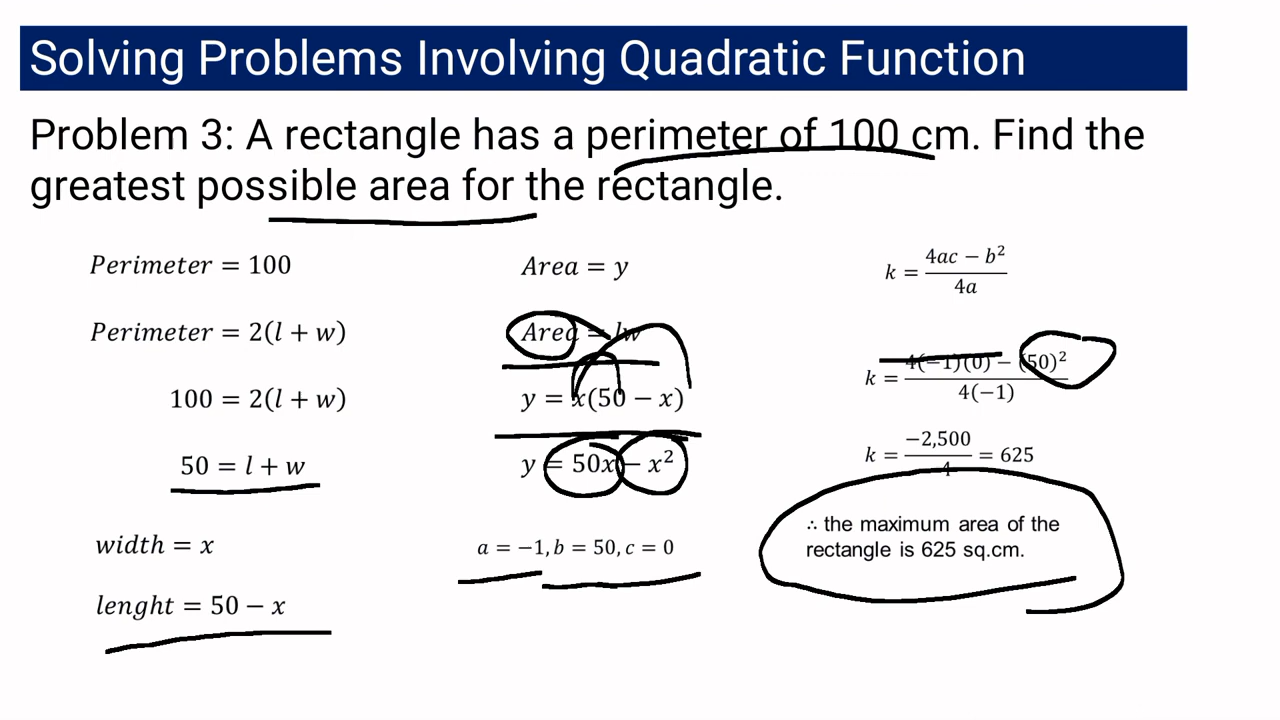 Solving Problems Involving Quadratic Function
Problem 3: A rectangle has a perimeter of 100 cm. Find the
greatest possible area for the rectangle.
Perimeter = 100
Perimeter = 2(l + w)
100 = 2(l + w)
50 = l + w
width = x
lenght = 50 − x
Area = y
Area = lw
y = x(50 − x)
y = 50x − x²
a = −1, b = 50, c = 0
k = \frac{4ac − b²}{4a}
k = \frac{4(−1)(0) − (50)²}{4(−1)}
k = \frac{−2,500}{4} = 625
∴ the maximum area of the
rectangle is 625 sq.cm.